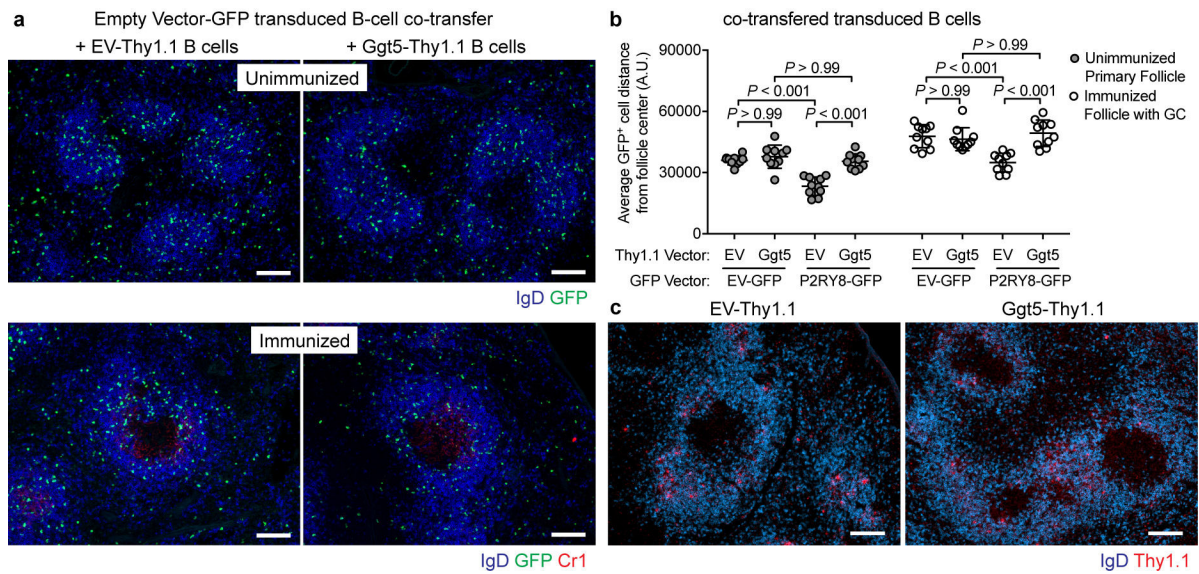 a
Empty Vector-GFP transduced B-cell co-transfer
+ EV-Thy1.1 B cells
+ Ggt5-Thy1.1 B cells
Unimmunized
IgD GFP
Immunized
IgD GFP Cr1
b
co-transfered transduced B cells
Average GFP+ cell distance
from follicle center (A.U.)
90000
60000
30000
0
P > 0.99
P < 0.001
P > 0.99
P < 0.001
P > 0.99
P < 0.001
P > 0.99
P < 0.001
Unimmunized
Primary Follicle
Immunized
Follicle with GC
Thy1.1 Vector: EV Ggt5 EV Ggt5 EV Ggt5 EV Ggt5
GFP Vector: EV-GFP P2RY8-GFP EV-GFP P2RY8-GFP
c
EV-Thy1.1
Ggt5-Thy1.1
IgD Thy1.1